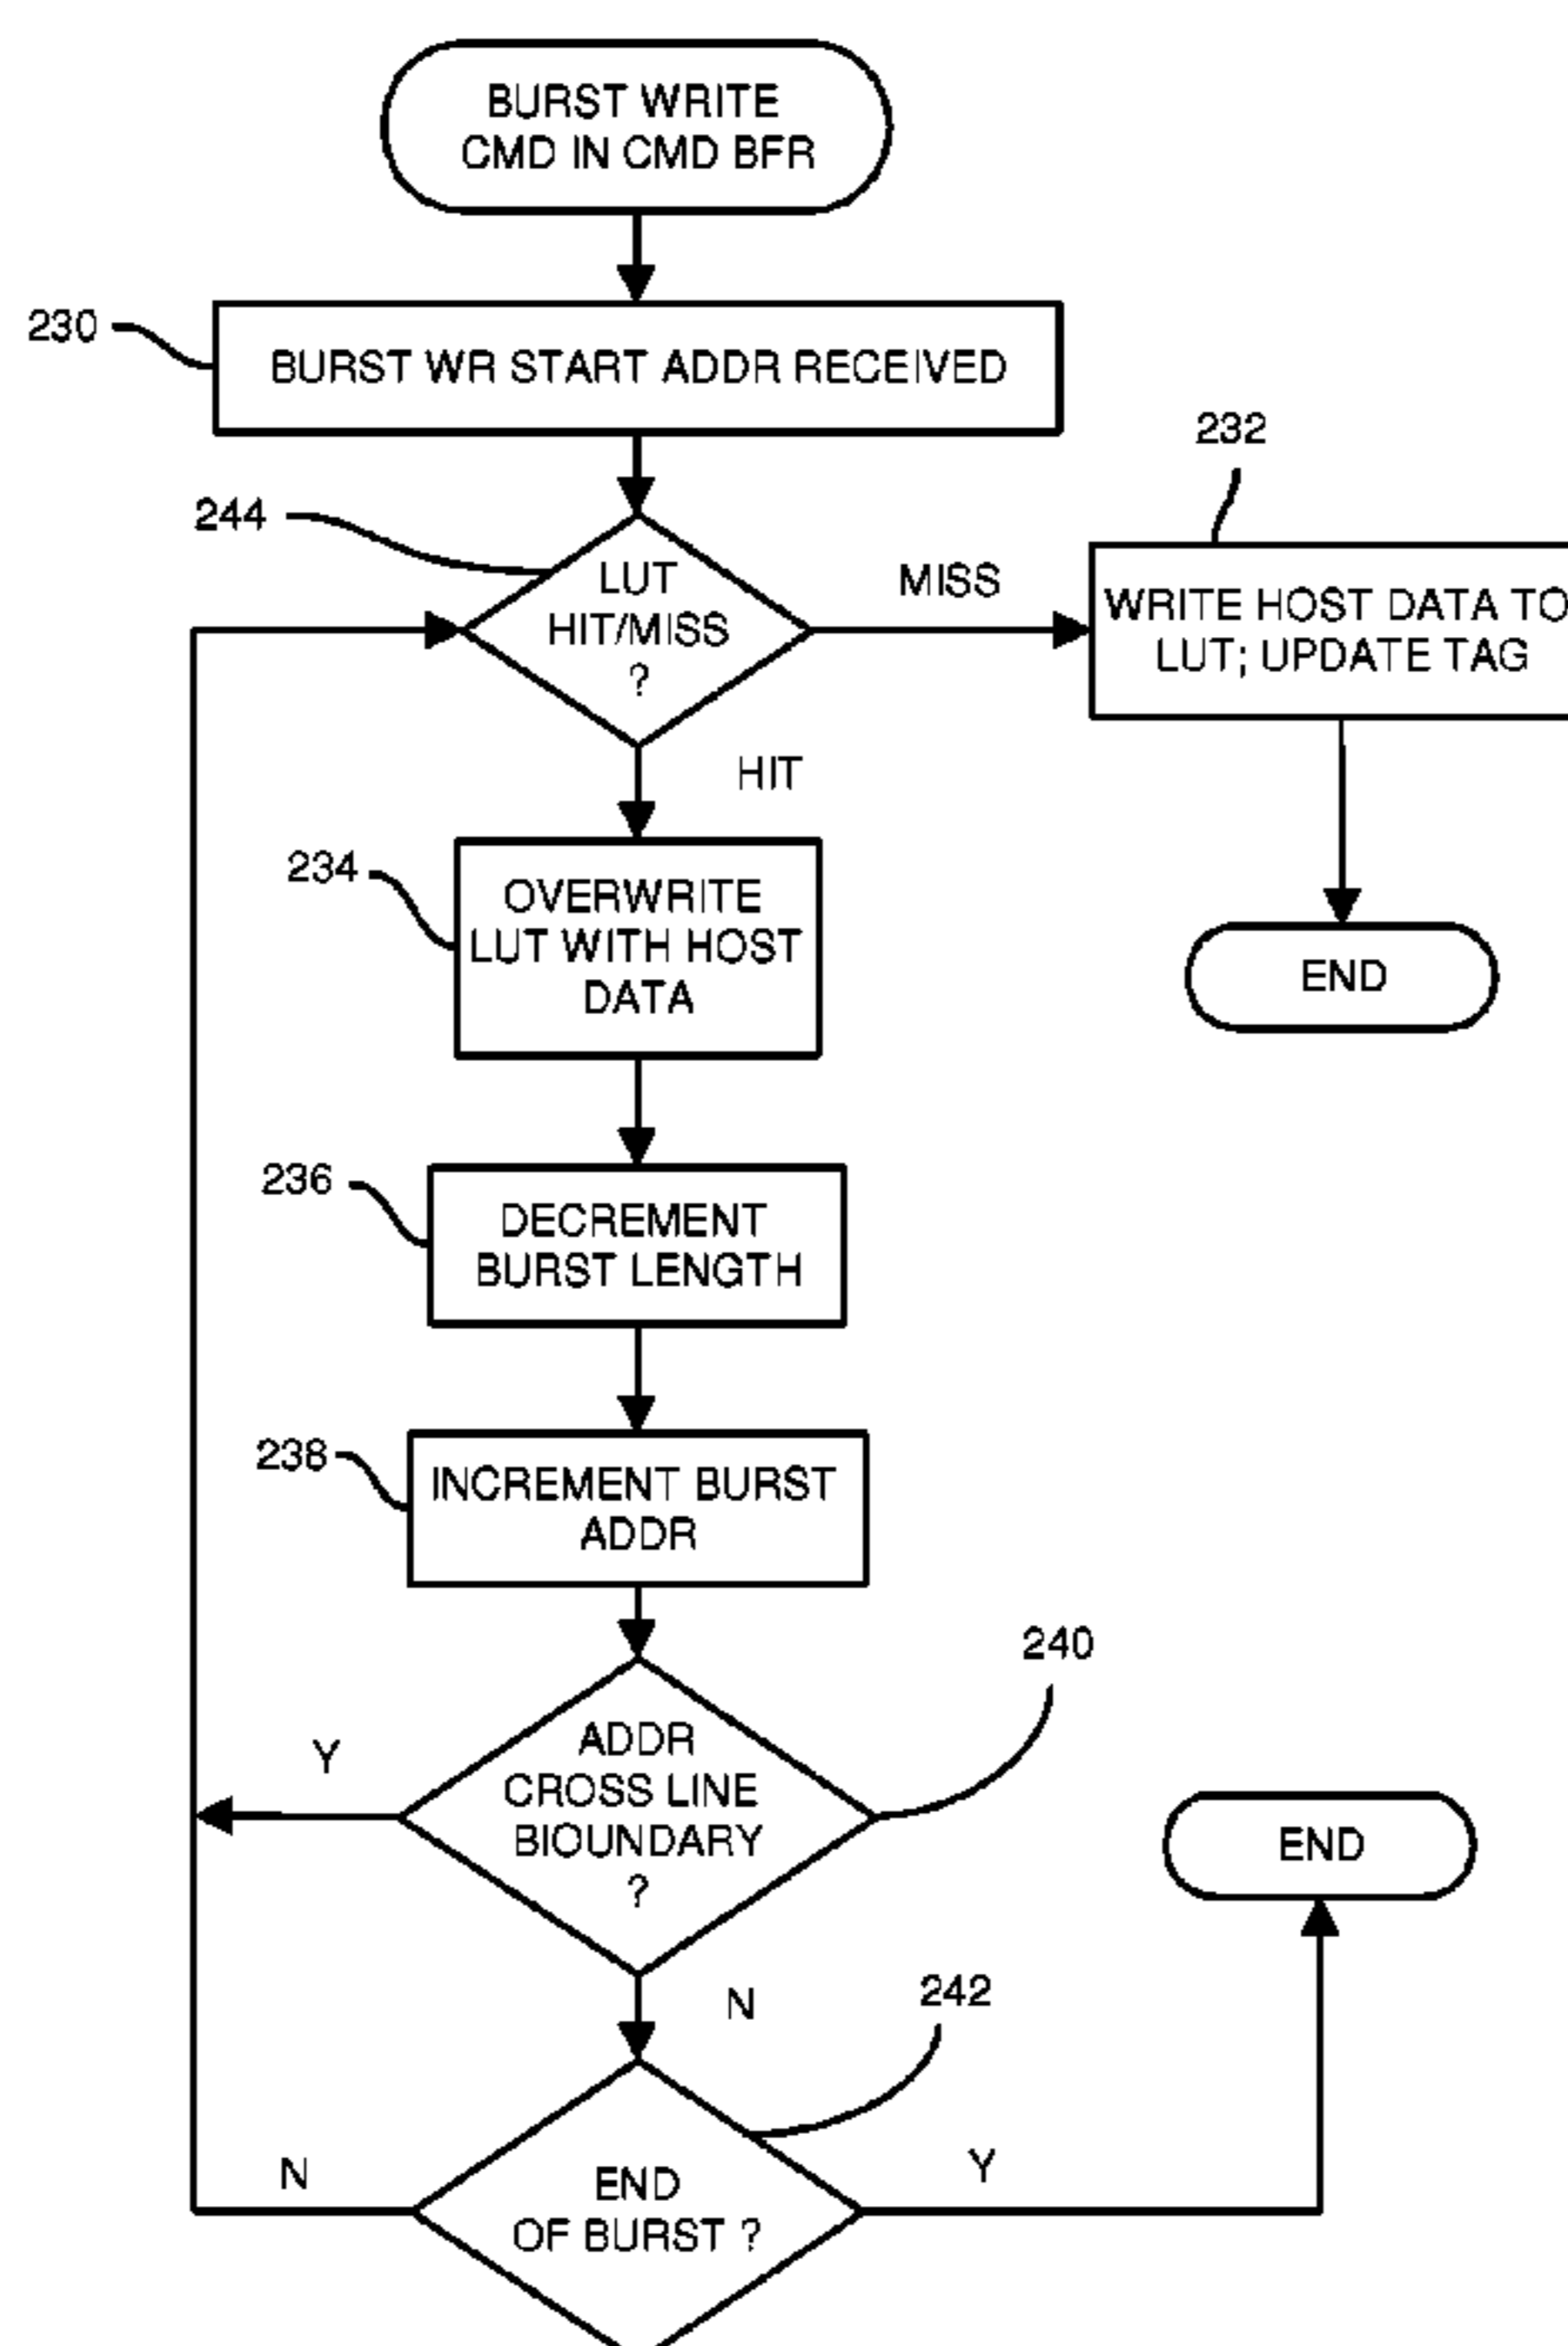 BURST WRITE
CMD IN CMD BFR
230
BURST WR START ADDR RECEIVED
232
244
LUT
HIT/MISS
?
MISS
WRITE HOST DATA TO
LUT; UPDATE TAG
HIT
234
OVERWRITE
LUT WITH HOST
DATA
END
236
DECREMENT
BURST LENGTH
238
INCREMENT BURST
ADDR
240
ADDR
CROSS LINE
BIOUNDARY
?
Y
END
N
242
END
OF BURST ?
N
Y